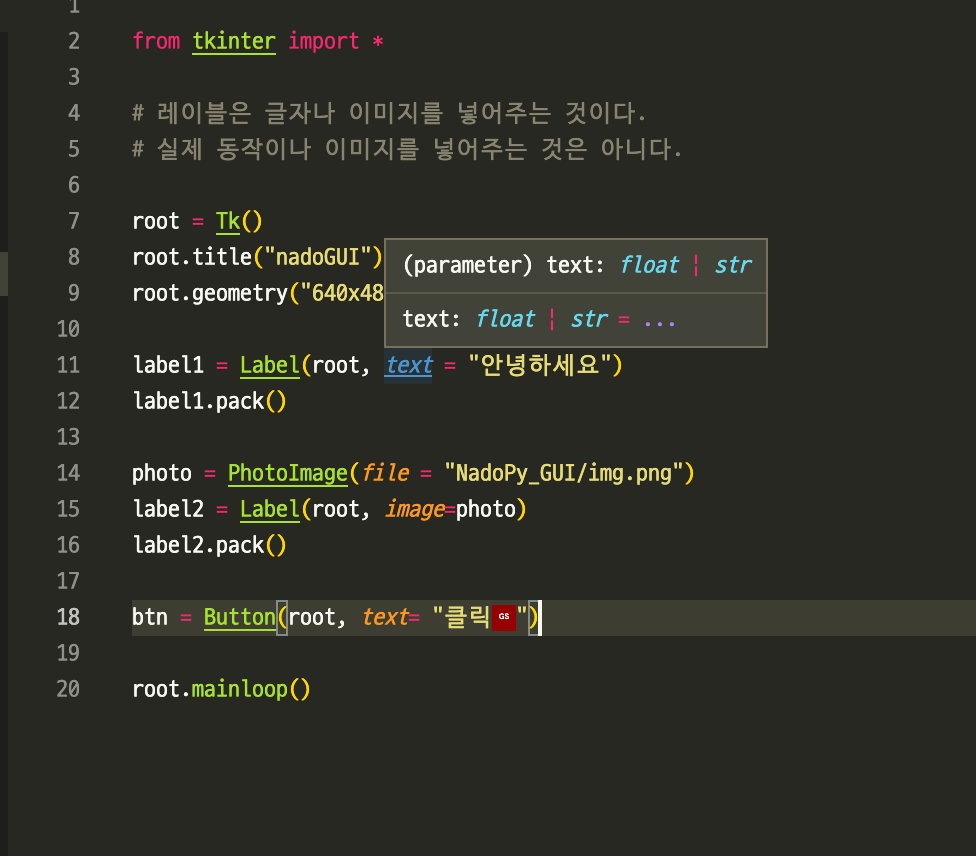 1
2 from tkinter import *
3
4 # 레이블은 글자나 이미지를 넣어주는 것이다.
5 # 실제 동작이나 이미지를 넣어주는 것은 아니다.
6
7 root = Tk()
8 root.title("nadoGUI")
(parameter) text: float | str
9 root.geometry("640x48
text: float | str = ...
10
11 label1 = Label(root, text = "안녕하세요")
12 label1.pack()
13
14 photo = PhotoImage(file = "NadoPy_GUI/img.png")
15 label2 = Label(root, image=photo)
16 label2.pack()
17
18 btn = Button(root, text= "클릭GS")
19
20 root.mainloop()